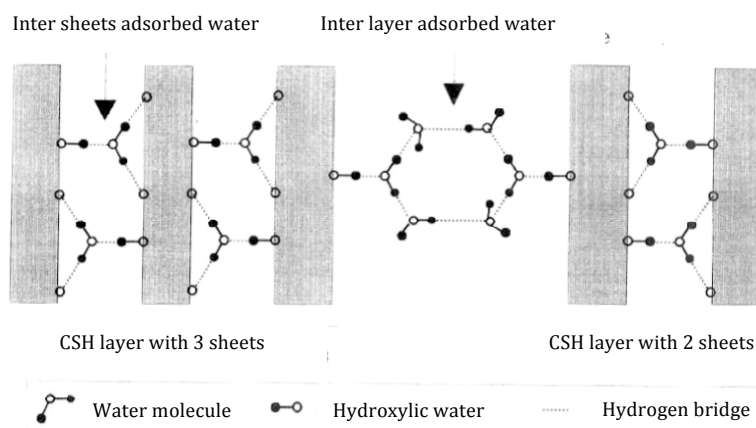 Inter sheets adsorbed water
Inter layer adsorbed water
CSH layer with 3 sheets
CSH layer with 2 sheets
Water molecule
Hydroxylic water
Hydrogen bridge